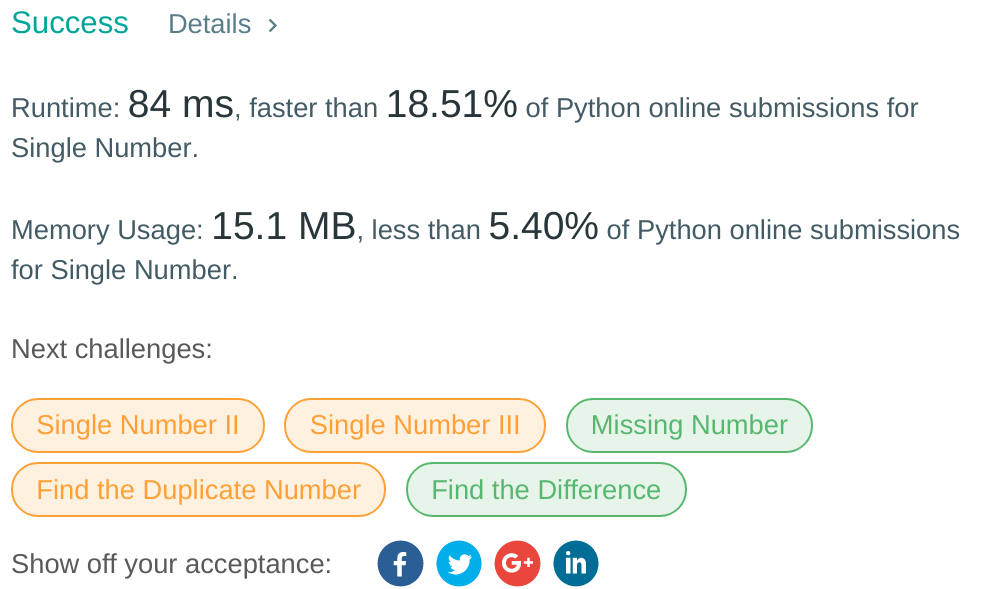 Success Details >
Runtime: 84 ms, faster than 18.51% of Python online submissions for
Single Number.
Memory Usage: 15.1 MB, less than 5.40% of Python online submissions
for Single Number.
Next challenges:
Single Number II Single Number III Missing Number
Find the Duplicate Number Find the Difference
Show off your acceptance: f G+ in